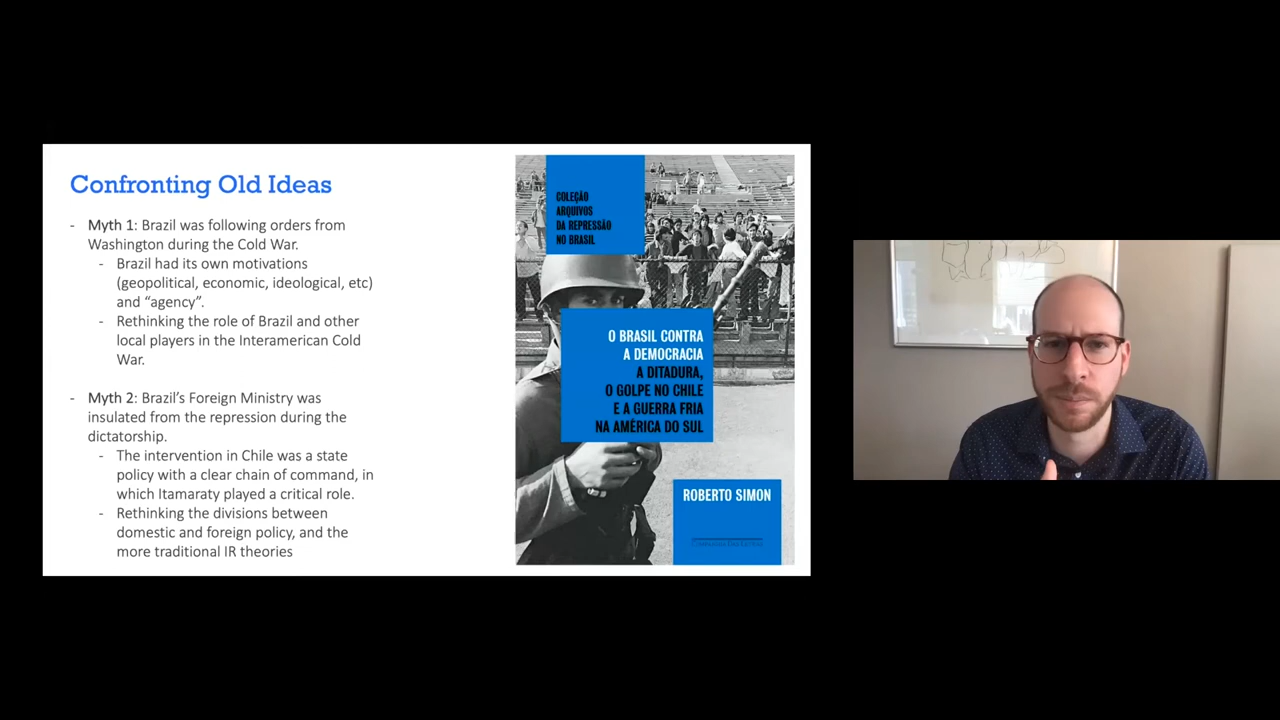 Confronting Old Ideas
- Myth 1: Brazil was following orders from
Washington during the Cold War.
- Brazil had its own motivations
(geopolitical, economic, ideological, etc)
and “agency”.
- Rethinking the role of Brazil and other
local players in the Interamerican Cold
War.
- Myth 2: Brazil’s Foreign Ministry was
insulated from the repression during the
dictatorship.
- The intervention in Chile was a state
policy with a clear chain of command, in
which Itamaraty played a critical role.
- Rethinking the divisions between
domestic and foreign policy, and the
more traditional IR theories
COLEÇÃO
ARQUIVOS
DA REPRESSÃO
NO BRASIL
O BRASIL CONTRA
A DEMOCRACIA
A DITADURA,
O GOLPE NO CHILE
E A GUERRA FRIA
NA AMÉRICA DO SUL
ROBERTO SIMON
COMPANHIA DAS LETRAS